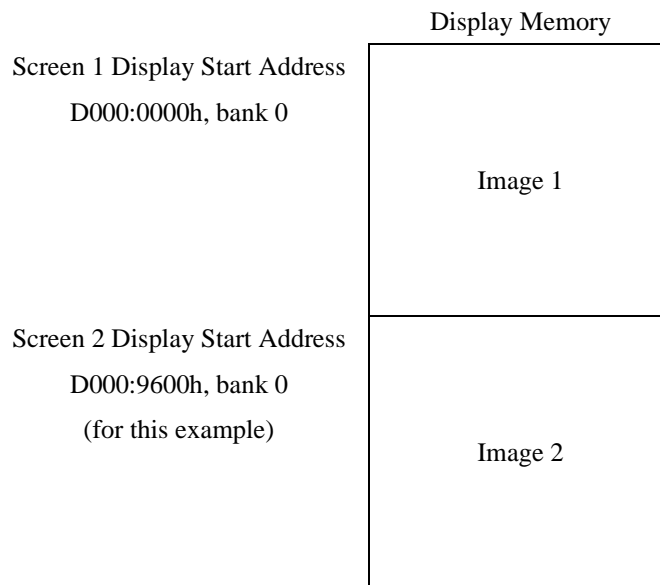 Display Memory
Screen 1 Display Start Address
D000:0000h, bank 0
Image 1
Screen 2 Display Start Address
D000:9600h, bank 0
(for this example)
Image 2